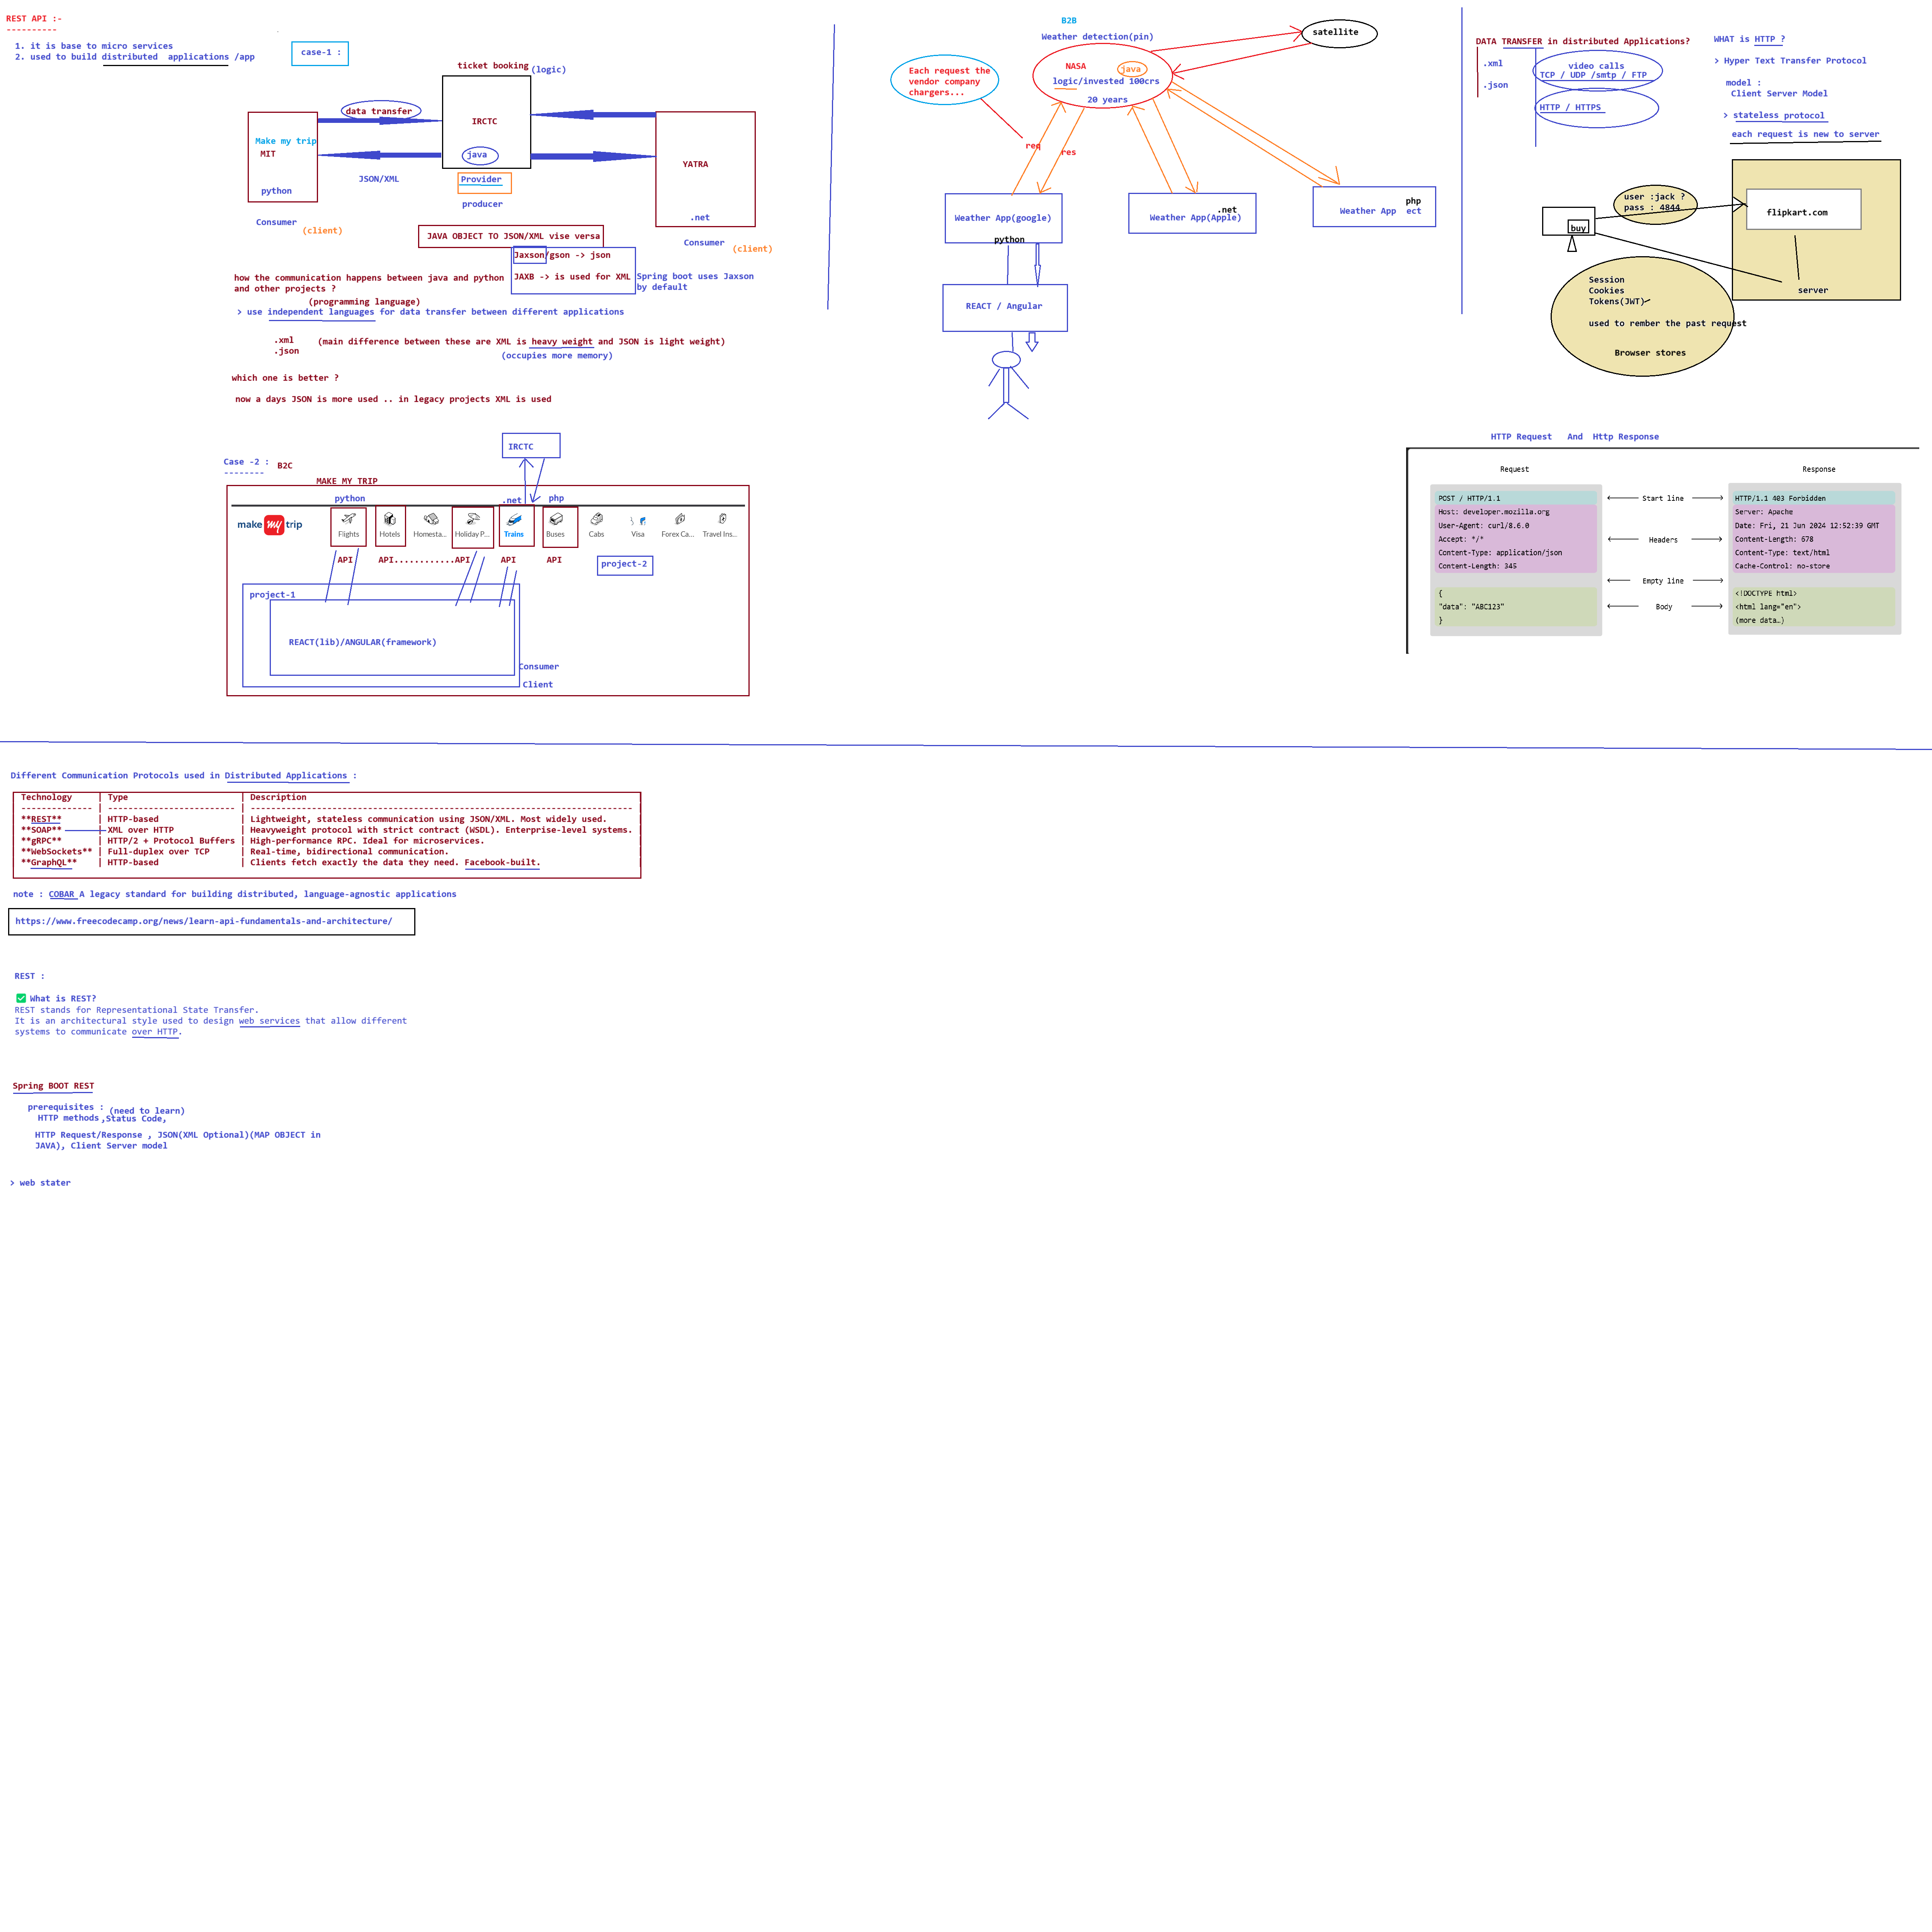 REST API :-
----------
1. it is base to micro services
2. used to build distributed  applications /app
case-1 :
ticket booking
(logic)
data transfer
IRCTC
Make my trip
MIT
java
YATRA
JSON/XML
Provider
python
producer
.net
Consumer
(client)
Consumer
(client)
JAVA OBJECT TO JSON/XML vise versa
Jaxson/gson -> json
how the communication happens between java and python
and other projects ?
JAXB -> is used for XML
Spring boot uses Jaxson
by default
(programming language)
> use independent languages for data transfer between different applications
.xml
.json
(main difference between these are XML is heavy weight and JSON is light weight)
(occupies more memory)
which one is better ?
now a days JSON is more used .. in legacy projects XML is used
IRCTC
Case -2 :
--------
B2C
MAKE MY TRIP
python
.net
php
make my trip
Flights
Hotels
Homesta...
Holiday P...
Trains
Buses
Cabs
Visa
Forex Ca...
Travel Ins...
API
API............API
API
API
project-2
project-1
REACT(lib)/ANGULAR(framework)
Consumer
Client
B2B
Weather detection(pin)
satellite
Each request the
vendor company
chargers...
NASA
java
logic/invested 100crs
20 years
req
res
Weather App(google)
python
.net
Weather App(Apple)
php
Weather App  ect
REACT / Angular
DATA TRANSFER in distributed Applications?
.xml
.json
video calls
TCP / UDP /smtp / FTP
HTTP / HTTPS
WHAT is HTTP ?
> Hyper Text Transfer Protocol
model :
Client Server Model
> stateless protocol
each request is new to server
user :jack ?
pass : 4844
flipkart.com
buy
server
Session
Cookies
Tokens(JWT)
used to rember the past request
Browser stores
HTTP Request   And  Http Response
Request
Response
POST / HTTP/1.1
Start line
HTTP/1.1 403 Forbidden
Host: developer.mozilla.org
Server: Apache
User-Agent: curl/8.6.0
Date: Fri, 21 Jun 2024 12:52:39 GMT
Accept: */*
Headers
Content-Length: 678
Content-Type: application/json
Content-Type: text/html
Content-Length: 345
Cache-Control: no-store
Empty line
{
<!DOCTYPE html>
"data": "ABC123"
Body
<html lang="en">
}
(more data…)
Different Communication Protocols used in Distributed Applications :
Technology | Type | Description
-------------- | ------------------------- | ---------------------------------------------------------------------------
**REST** | HTTP-based | Lightweight, stateless communication using JSON/XML. Most widely used.
**SOAP** XML over HTTP | Heavyweight protocol with strict contract (WSDL). Enterprise-level systems.
**gRPC** | HTTP/2 + Protocol Buffers | High-performance RPC. Ideal for microservices.
**WebSockets** | Full-duplex over TCP | Real-time, bidirectional communication.
**GraphQL** | HTTP-based | Clients fetch exactly the data they need. Facebook-built.
note : COBAR A legacy standard for building distributed, language-agnostic applications
https://www.freecodecamp.org/news/learn-api-fundamentals-and-architecture/
REST :
✅ What is REST?
REST stands for Representational State Transfer.
It is an architectural style used to design web services that allow different
systems to communicate over HTTP.
Spring BOOT REST
prerequisites :
(need to learn)
HTTP methods ,Status Code,
HTTP Request/Response , JSON(XML Optional)(MAP OBJECT in
JAVA), Client Server model
> web stater